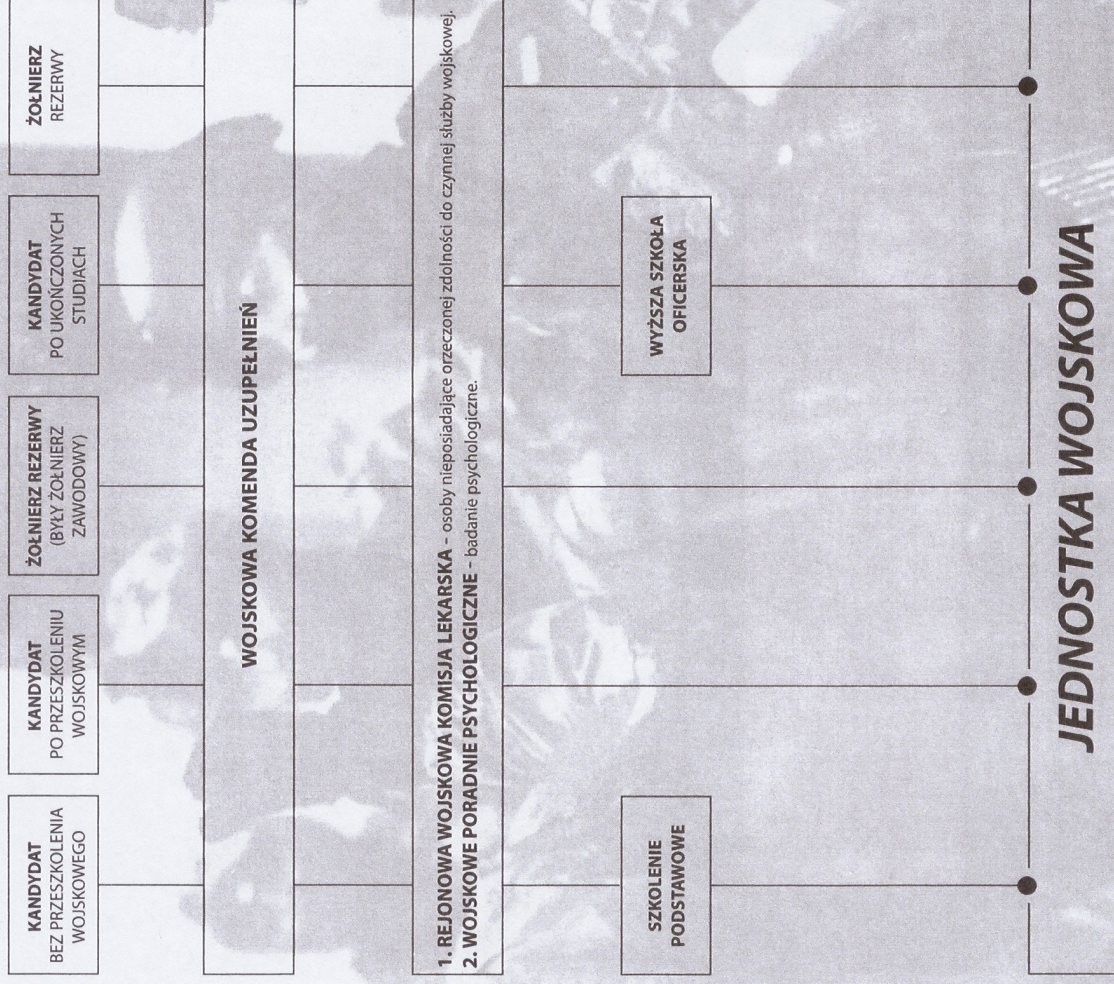 KANDYDAT
BEZ PRZESZKOLENIA
WOJSKOWEGO
KANDYDAT
PO PRZESZKOLENIU
WOJSKOWYM
ŻOŁNIERZ REZERWY
(BYŁY ŻOŁNIERZ
ZAWODOWY)
KANDYDAT
PO UKOŃCZONYCH
STUDIACH
ŻOŁNIERZ
REZERWY
WOJSKOWA KOMENDA UZUPEŁNIEŃ
1. REJONOWA WOJSKOWA KOMISJA LEKARSKA – osoby nieposiadające orzeczonej zdolności do czynnej służby wojskowej.
2. WOJSKOWE PORADNIE PSYCHOLOGICZNE – badanie psychologiczne.
SZKOLENIE
PODSTAWOWE
WYŻSZA SZKOŁA
OFICERSKA
JEDNOSTKA WOJSKOWA